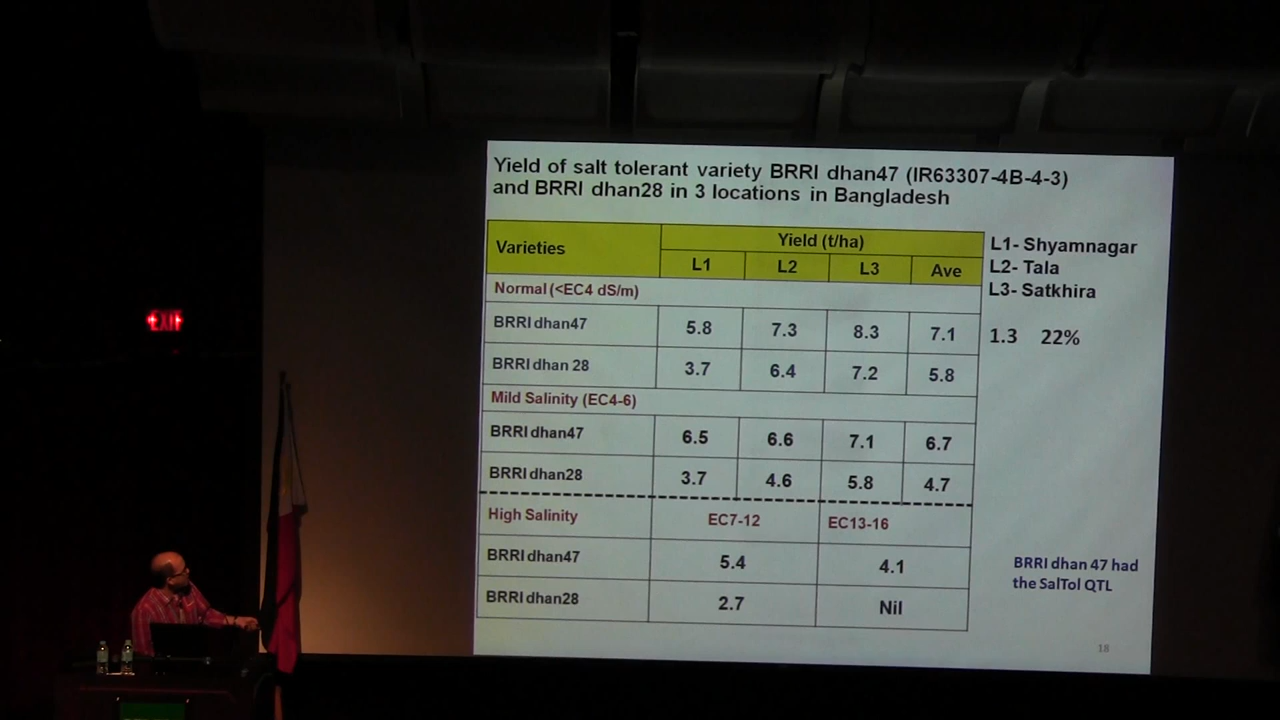 Yield of salt tolerant variety BRRI dhan47 (IR63307-4B-4-3)
and BRRI dhan28 in 3 locations in Bangladesh
Varieties Yield (t/ha)
L1 L2 L3 Ave
L1- Shyamnagar
L2- Tala
L3- Satkhira
Normal (<EC4 dS/m)
BRRI dhan47 5.8 7.3 8.3 7.1
1.3 22%
BRRI dhan 28 3.7 6.4 7.2 5.8
Mild Salinity (EC4-6)
BRRI dhan47 6.5 6.6 7.1 6.7
BRRI dhan28 3.7 4.6 5.8 4.7
High Salinity EC7-12 EC13-16
BRRI dhan47 5.4 4.1
BRRI dhan28 2.7 Nil
BRRI dhan 47 had
the SalTol QTL
18
EXIT